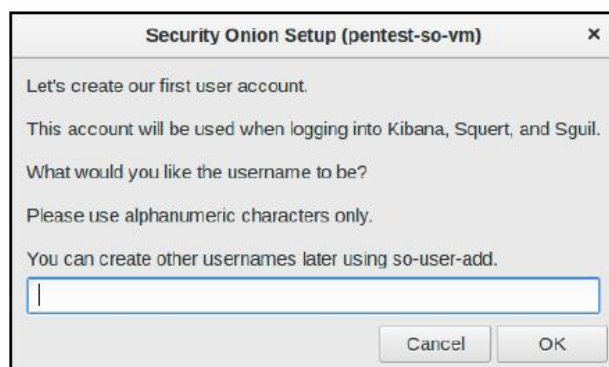 Security Onion Setup (pentest-so-vm) ×
Let's create our first user account.
This account will be used when logging into Kibana, Squert, and Sguil.
What would you like the username to be?
Please use alphanumeric characters only.
You can create other usernames later using so-user-add.
Cancel OK